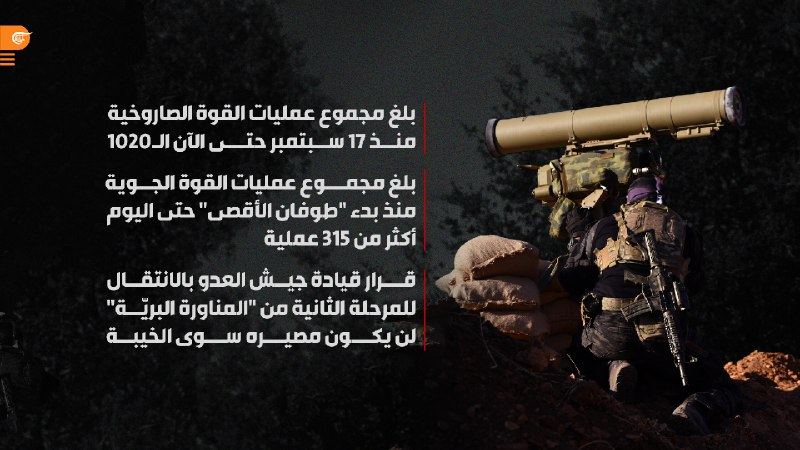 بلغ مجموع عمليات القوة الصاروخية
منذ 17 سبتمبر حتى الآن الـ1020
بلغ مجموع عمليات القوة الجوية
منذ بدء "طوفان الأقصى" حتى اليوم
أكثر من 315 عملية
قرار قيادة جيش العدو بالانتقال
للمرحلة الثانية من "المناورة البريّة"
لن يكون مصيره سوى الخيبة